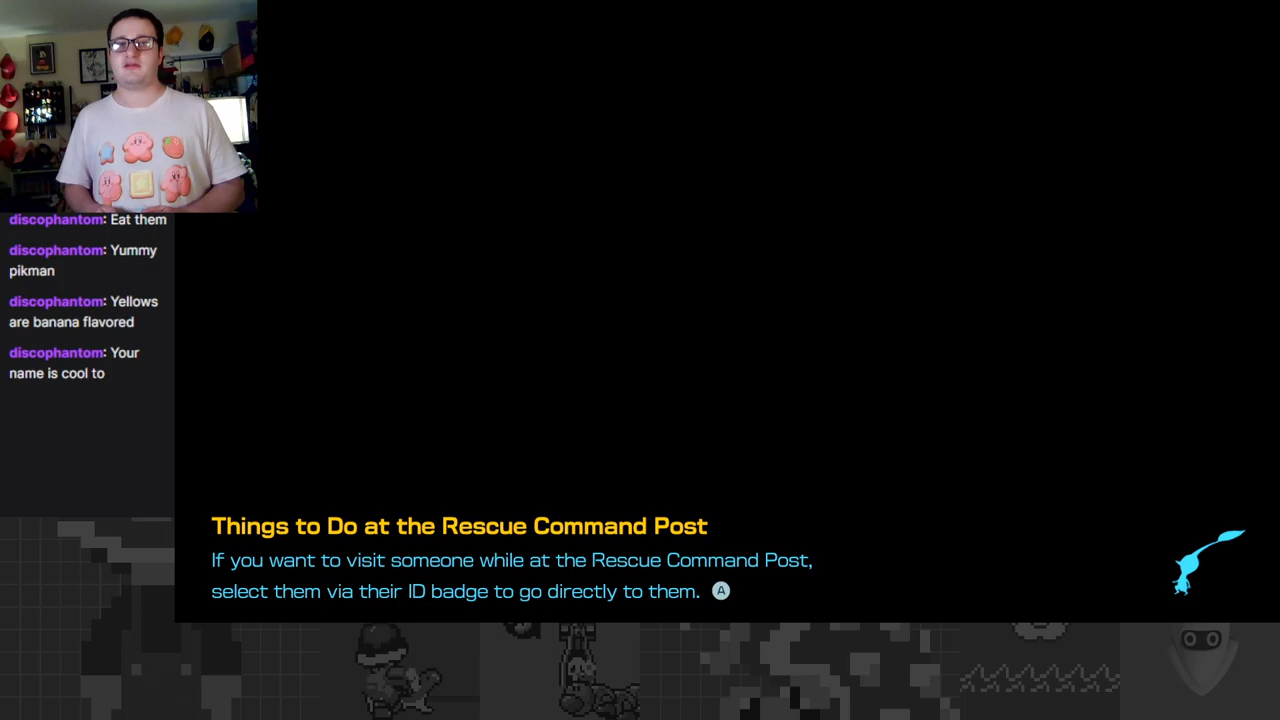 discophantom: Eat them
discophantom: Yummy
pikman
discophantom: Yellows
are banana flavored
discophantom: Your
name is cool to
Things to Do at the Rescue Command Post
If you want to visit someone while at the Rescue Command Post,
select them via their ID badge to go directly to them. A